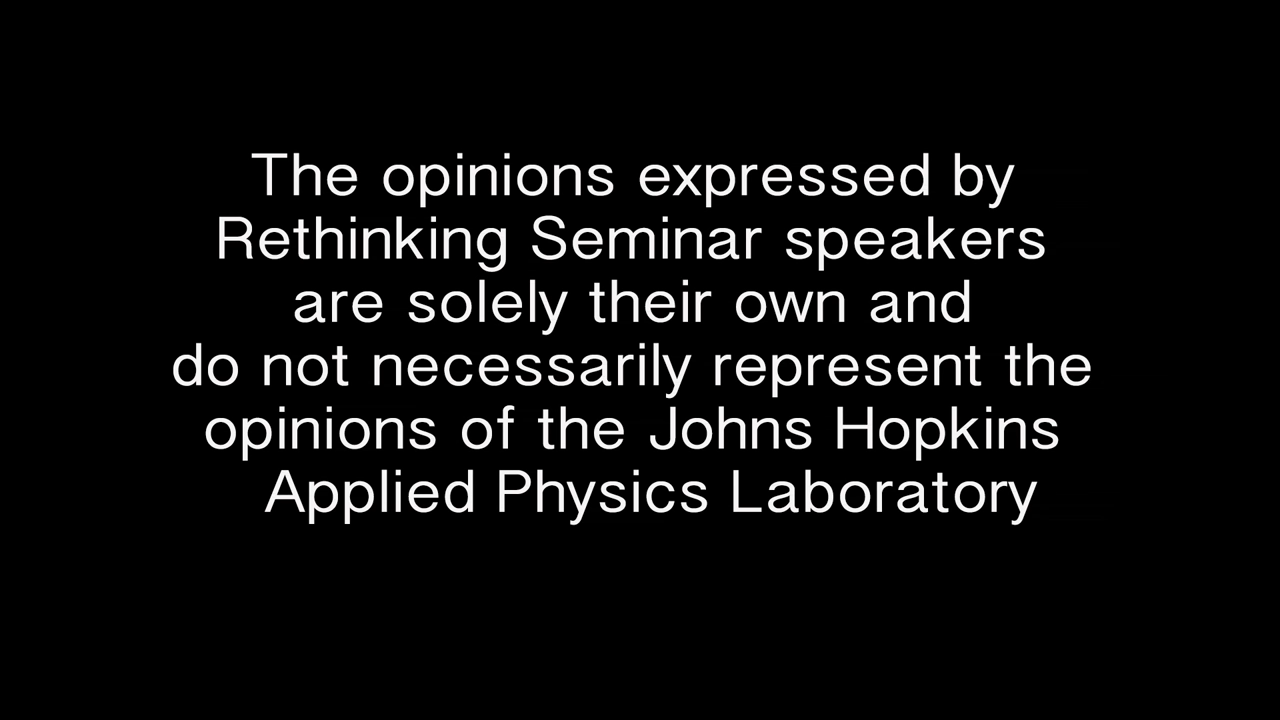 The opinions expressed by
Rethinking Seminar speakers
are solely their own and
do not necessarily represent the
opinions of the Johns Hopkins
Applied Physics Laboratory